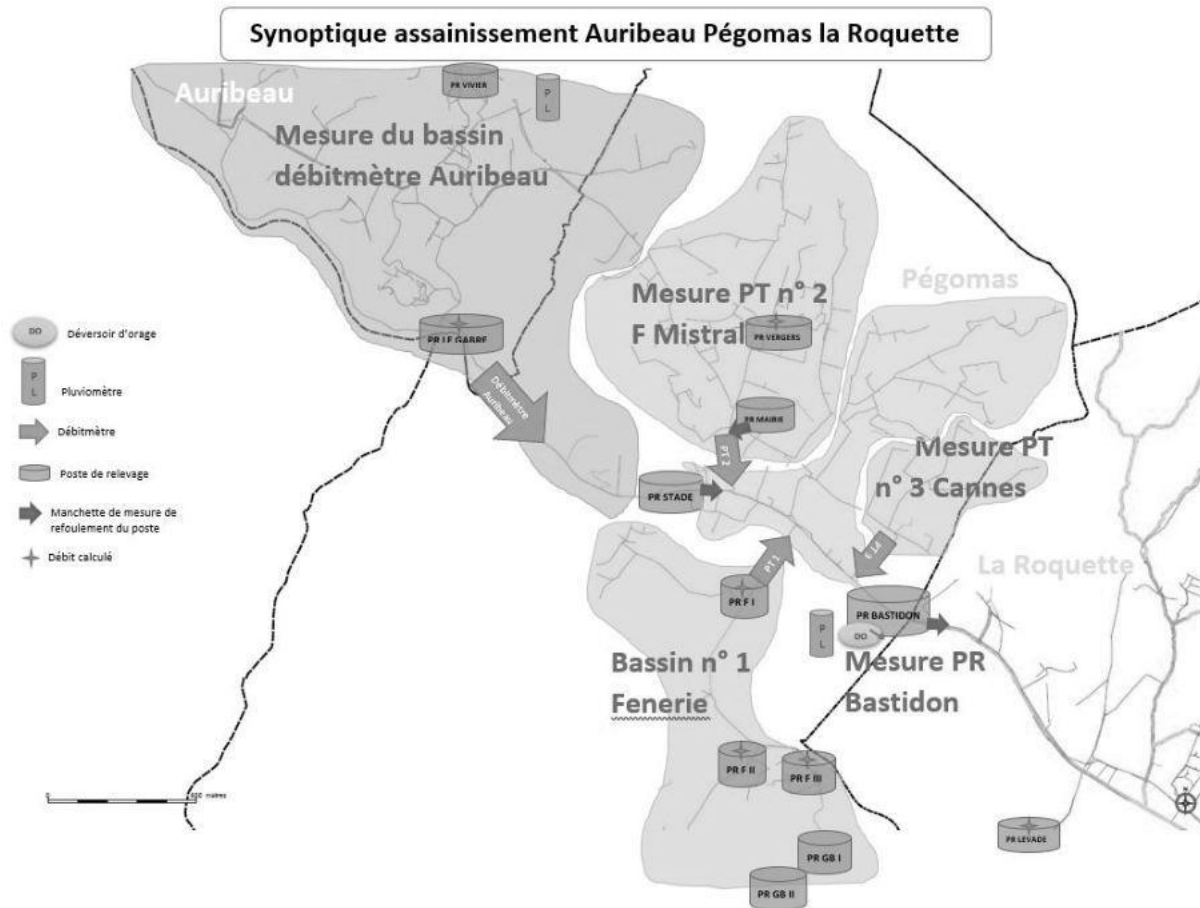 Synoptique assainissement Auribeau Pégomas la Roquette
Auribeau
PR VIVIER
P
L
Mesure du bassin
débitmètre Auribeau
Mesure PT n° 2
F Mistral
PR VERGERS
Pégomas
DO
Déversoir d'orage
P
L
Pluviomètre
Débitmètre
Poste de relevage
Manchette de mesure de
refoulement du poste
Débit calculé
PR LE GABRE
Débitmètre
Auribeau
PR MAIRIE
PT 2
PR STADE
Mesure PT
n° 3 Cannes
PT 3
La Roquette
PT 1
PR F I
PR BASTIDON
P
L
DO
Bassin n° 1
Fenerie
Mesure PR
Bastidon
PR F II
PR F III
0
mètres
N
PR LEVADE
PR GB I
PR GB II